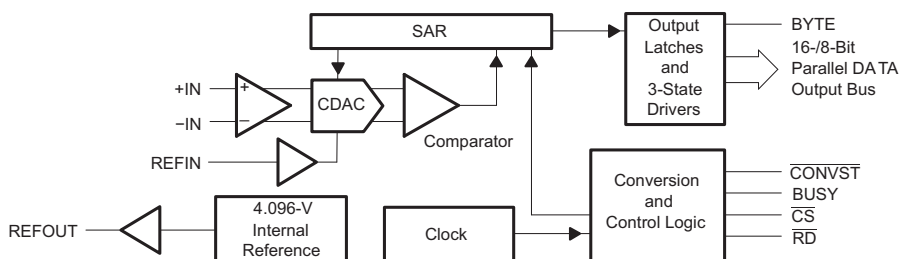 SAR
Output
Latches
and
3-State
Drivers
BYTE
16-/8-Bit
Parallel DATA
Output Bus
+IN
−IN
+
−
CDAC
Comparator
REFIN
Conversion
and
Control Logic
CONVST
BUSY
CS
RD
REFOUT
4.096-V
Internal
Reference
Clock